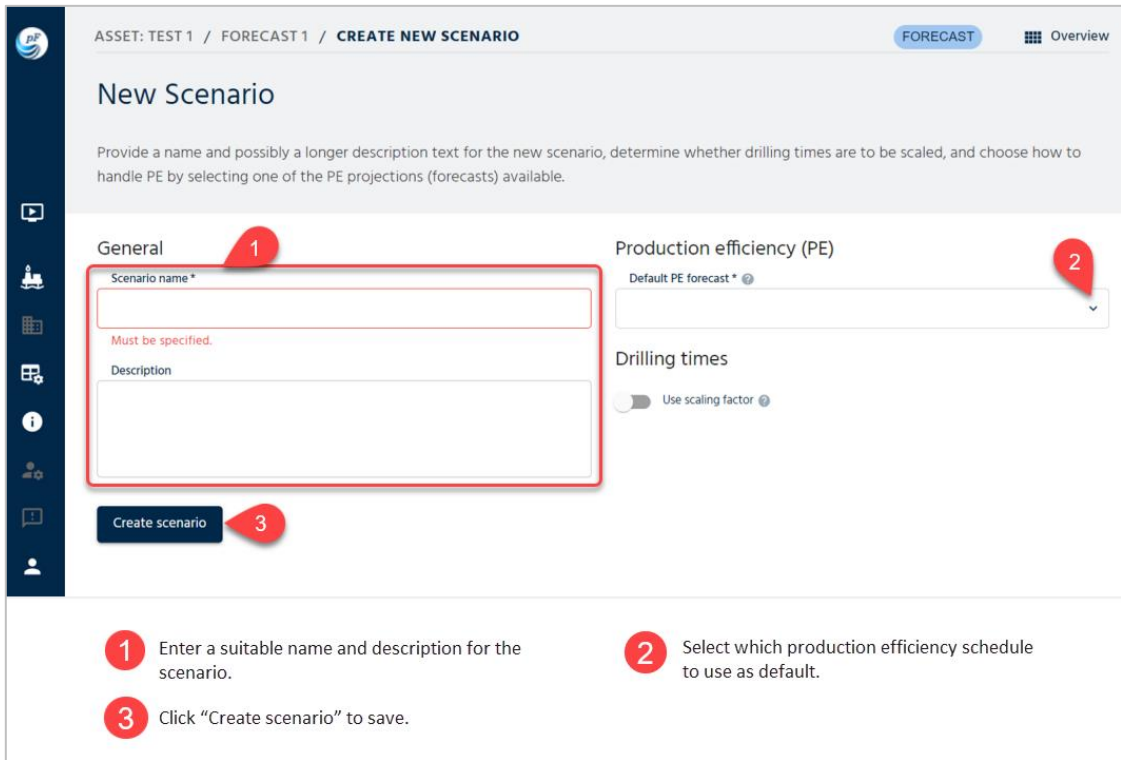 pF
ASSET: TEST 1 / FORECAST 1 / CREATE NEW SCENARIO
FORECAST
Overview
New Scenario
Provide a name and possibly a longer description text for the new scenario, determine whether drilling times are to be scaled, and choose how to
handle PE by selecting one of the PE projections (forecasts) available.
General
1
Scenario name *
Must be specified.
Description
Create scenario
3
Production efficiency (PE)
2
Default PE forecast *
Drilling times
Use scaling factor
1 Enter a suitable name and description for the
scenario.
2 Select which production efficiency schedule
to use as default.
3 Click “Create scenario” to save.